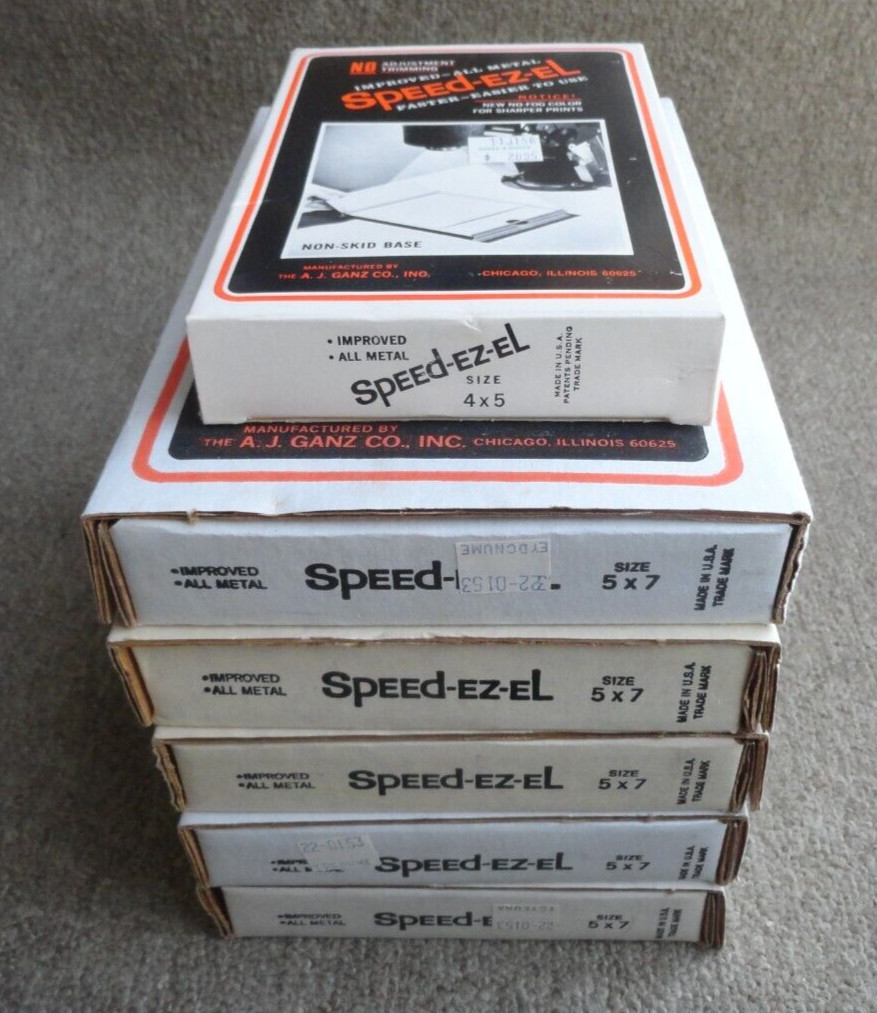 NO ADJUSTMENT
TRIMMING
IMPROVED-ALL METAL
SPEED-EZ-EL
FASTER-EASIER TO USE
NOTICE!
NEW NO-FOG COLOR
FOR SHARPER PRINTS
NON-SKID BASE
MANUFACTURED BY
THE A. J. GANZ CO., INC. CHICAGO, ILLINOIS 60625
• IMPROVED
• ALL METAL
SPEED-EZ-EL
SIZE
4 x 5
MADE IN U.S.A.
PATENTS PENDING
TRADE MARK
MANUFACTURED BY
THE A. J. GANZ CO., INC. CHICAGO, ILLINOIS 60625
•IMPROVED
•ALL METAL
SPEED-
EYDGNUME
22-0153
SIZE
5 x 7
MADE IN U.S.A.
TRADE MARK
•IMPROVED
•ALL METAL
SPEED-EZ-EL
SIZE
5 x 7
MADE IN U.S.A.
TRADE MARK
•IMPROVED
•ALL METAL
SPEED-EZ-EL
SIZE
5 x 7
MADE IN U.S.A.
TRADE MARK
22-0153
SPEED-EZ-EL
SIZE
5 x 7
MADE IN U.S.A.
TRADE MARK
•IMPROVED
•ALL METAL
SPEED-E
22-0153
SIZE
5 x 7
MADE IN U.S.A.
TRADE MARK